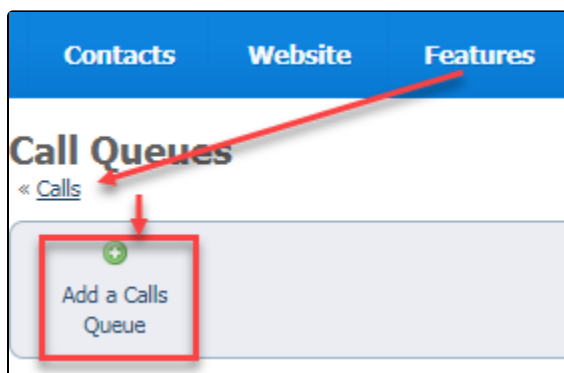 Contacts Website Features
Call Queues
« Calls
Add a Calls
Queue